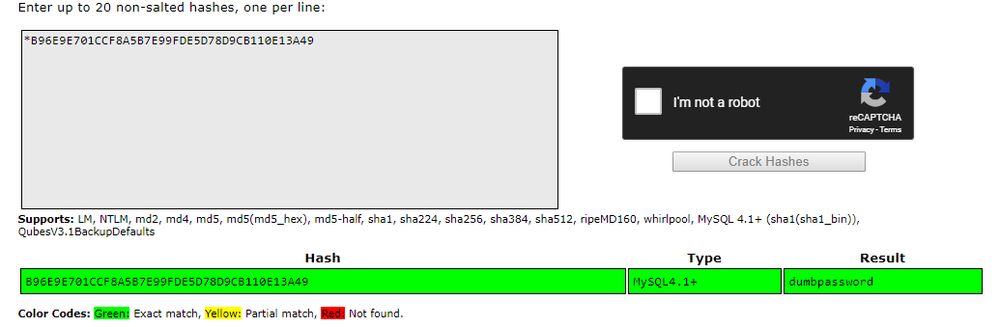 Enter up to 20 non-salted hashes, one per line:
*B96E9E701CCF8A5B7E99FDE5D78D9CB110E13A49
I'm not a robot
reCAPTCHA
Privacy - Terms
Crack Hashes
Supports: LM, NTLM, md2, md4, md5, md5(md5_hex), md5-half, sha1, sha224, sha256, sha384, sha512, ripeMD160, whirlpool, MySQL 4.1+ (sha1(sha1_bin)),
QubesV3.1BackupDefaults
Hash Type Result
B96E9E701CCF8A5B7E99FDE5D78D9CB110E13A49 MySQL4.1+ dumbpassword
Color Codes: Green: Exact match, Yellow: Partial match, Red: Not found.